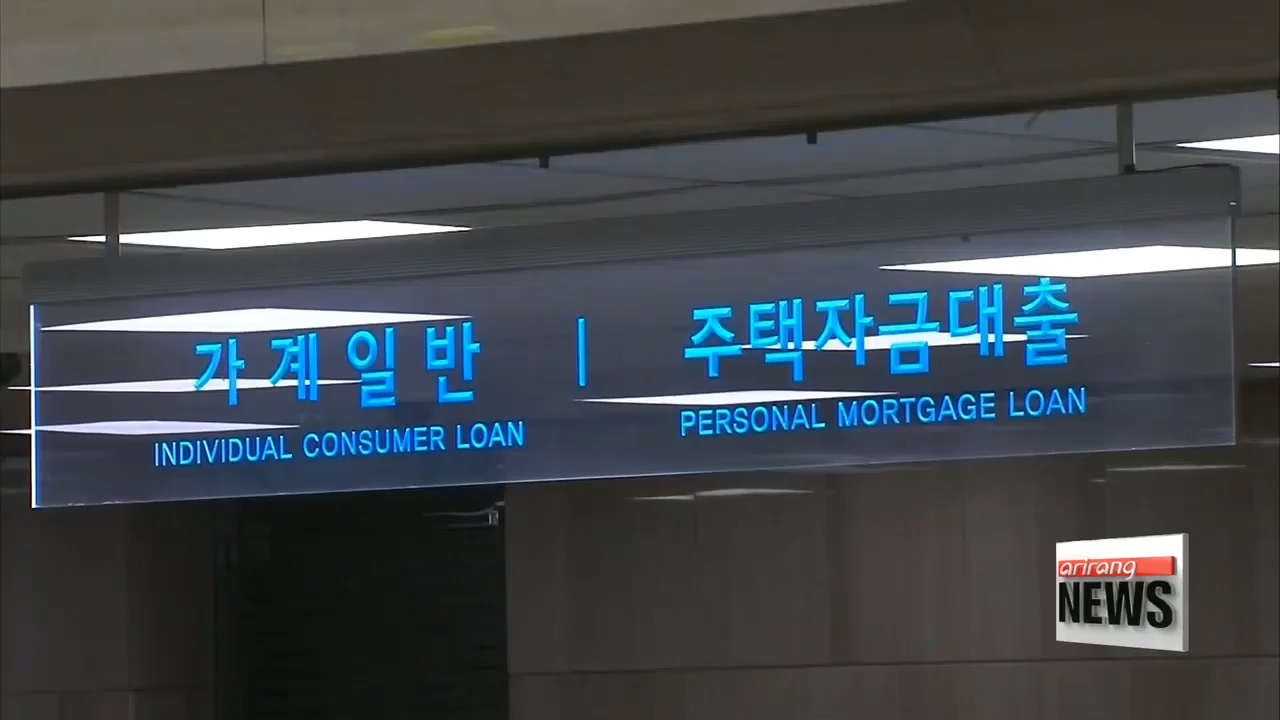 가계일반 | 주택자금대출
INDIVIDUAL CONSUMER LOAN PERSONAL MORTGAGE LOAN
arirang
NEWS